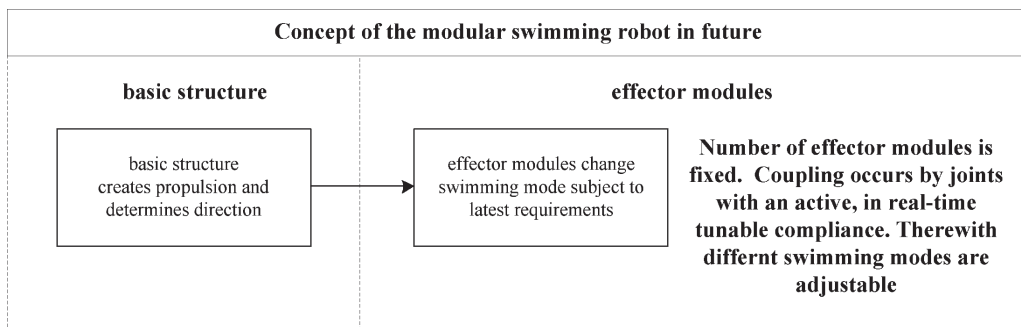 Concept of the modular swimming robot in future
basic structure
effector modules
basic structure
creates propulsion and
determines direction
effector modules change
swimming mode subject to
latest requirements
Number of effector modules is
fixed.  Coupling occurs by joints
with an active, in real-time
tunable compliance. Therewith
differnt swimming modes are
adjustable